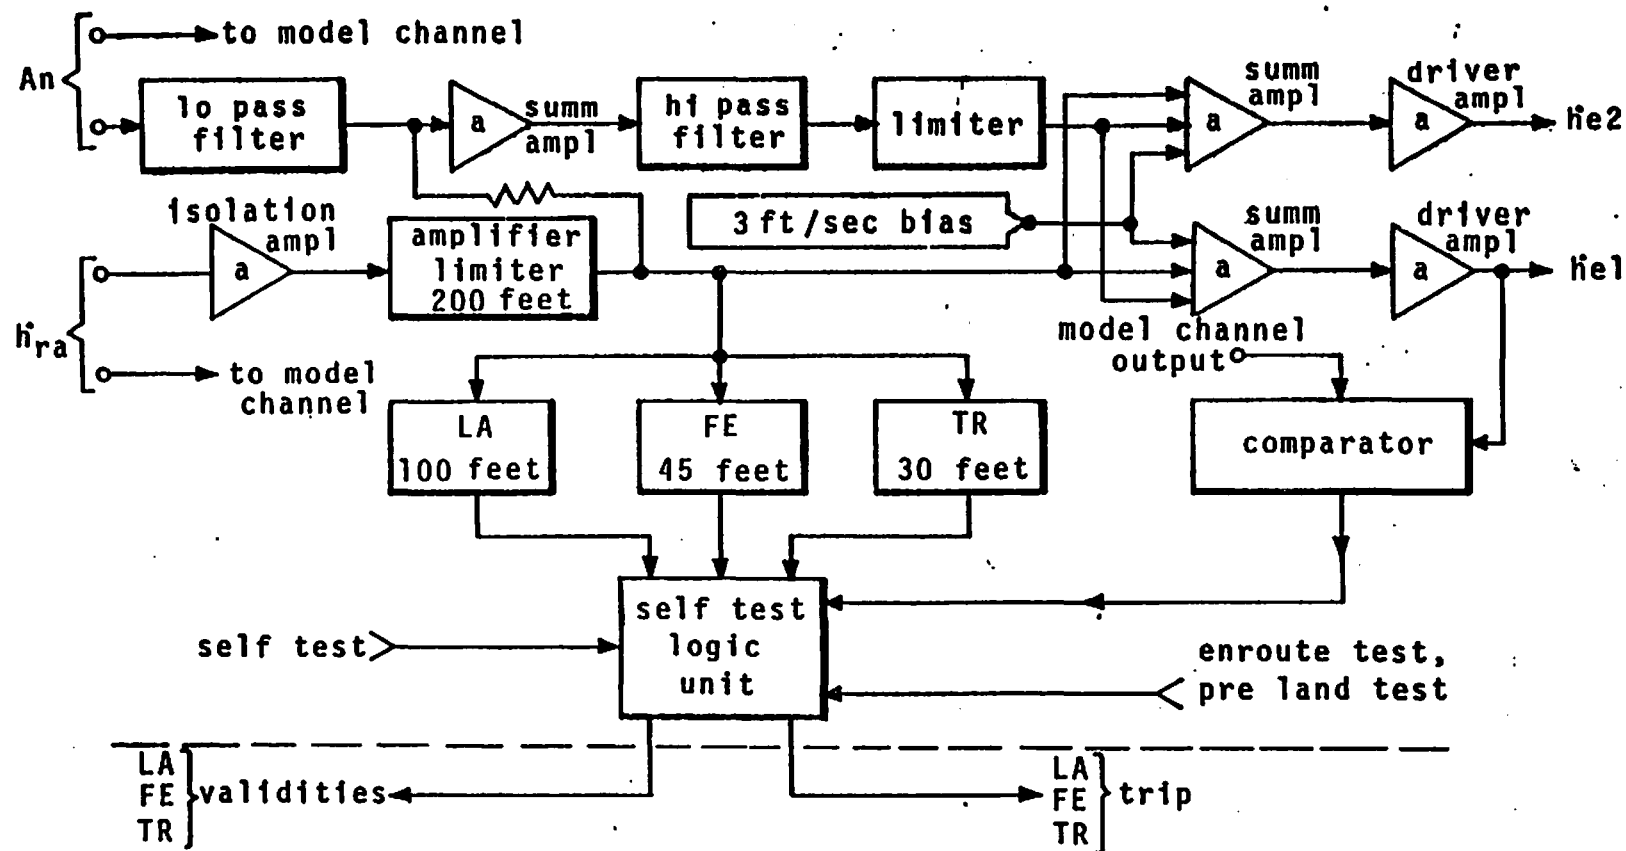 to model channel
An
lo pass
filter
a
summ
ampl
hi pass
filter
limiter
summ
ampl
a
driver
ampl
a
ḣe2
isolation
ampl
a
amplifier
limiter
200 feet
3 ft/sec bias
summ
ampl
a
driver
ampl
a
ḣe1
ḣra
to model
channel
model channel
output
LA
100 feet
FE
45 feet
TR
30 feet
comparator
self test
self test
logic
unit
enroute test,
pre land test
LA
FE
TR
validities
LA
FE
TR
trip